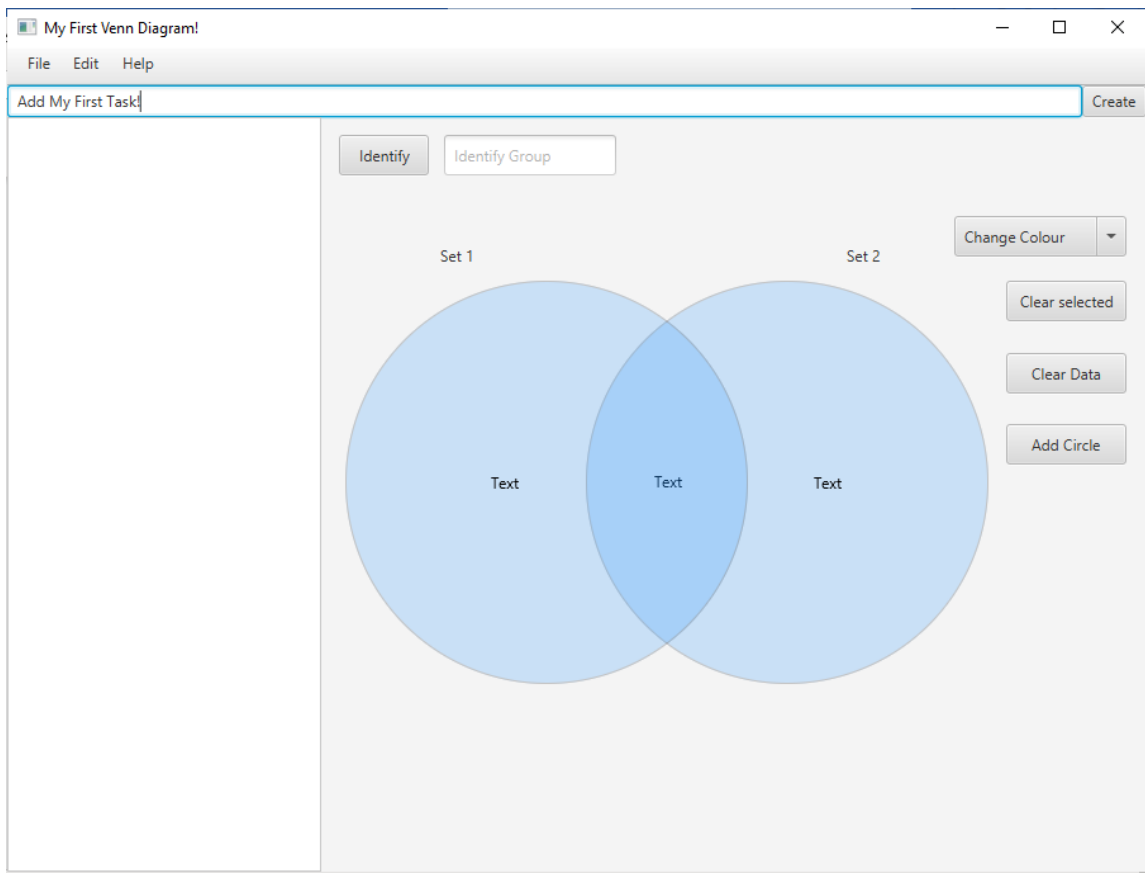 My First Venn Diagram!
File Edit Help
Add My First Task!
Create
Identify
Identify Group
Change Colour
Set 1
Set 2
Clear selected
Clear Data
Add Circle
Text
Text
Text